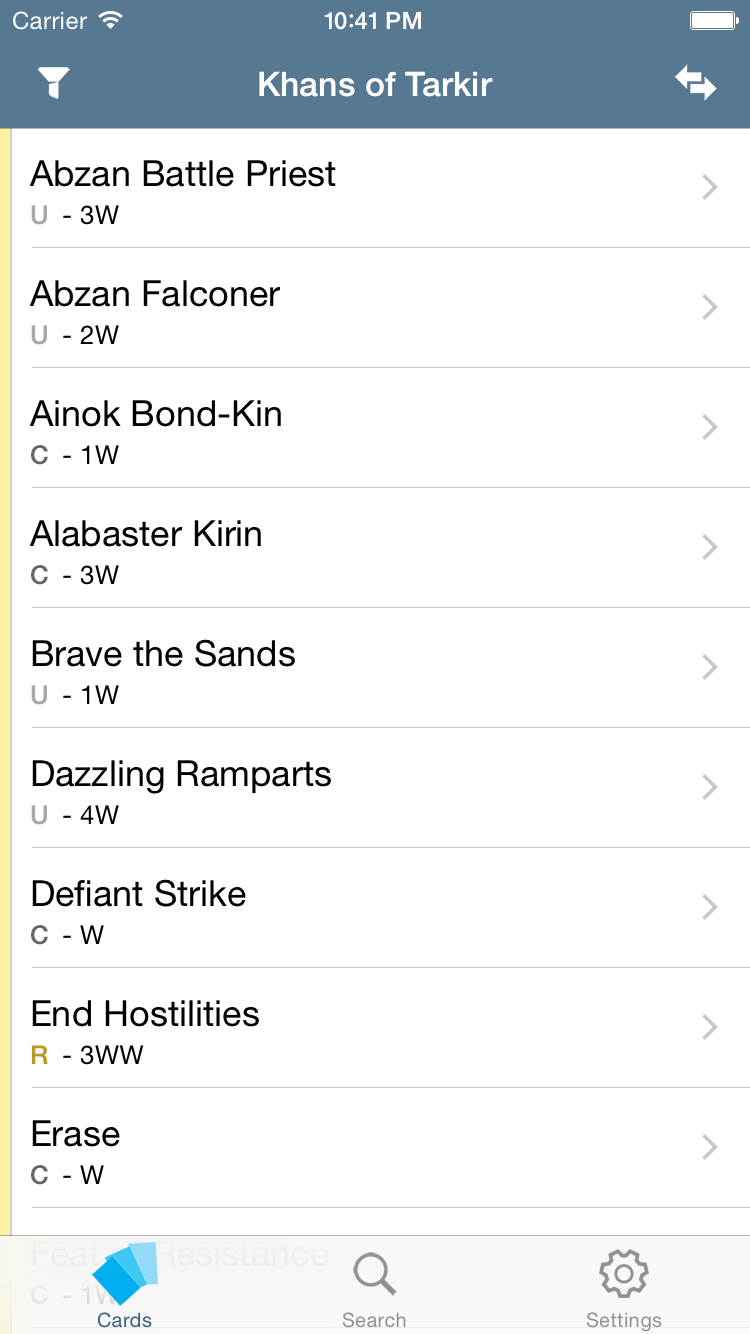 Carrier 10:41 PM
Khans of Tarkir
Abzan Battle Priest
U - 3W
Abzan Falconer
U - 2W
Ainok Bond-Kin
C - 1W
Alabaster Kirin
C - 3W
Brave the Sands
U - 1W
Dazzling Ramparts
U - 4W
Defiant Strike
C - W
End Hostilities
R - 3WW
Erase
C - W
Feat Resistance
C - 1W
Cards Search Settings